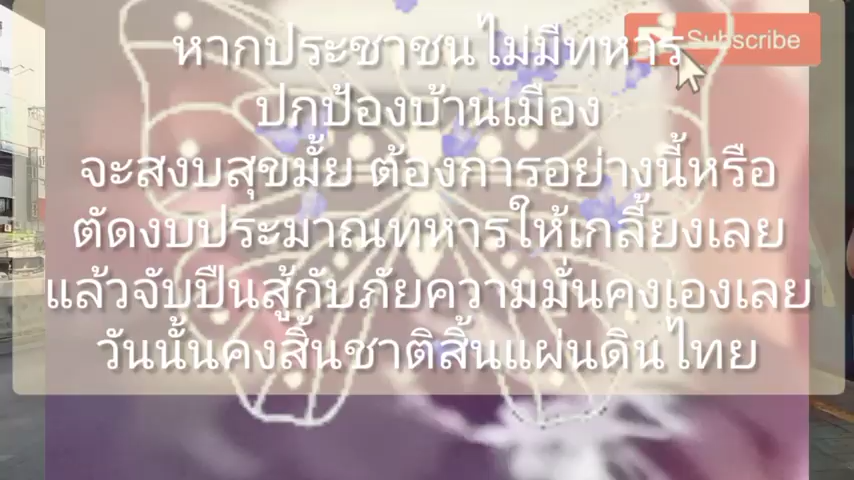 หากประชาชนไม่มีทหาร
Subscribe
ปกป้องบ้านเมือง
จะสงบสุขมั้ย ต้องการอย่างนี้หรือ
ตัดงบประมาณทหารให้เกลี้ยงเลย
แล้วจับปืนสู้กับภัยความมั่นคงเองเลย
วันนั้นคงสิ้นชาติสิ้นแผ่นดินไทย